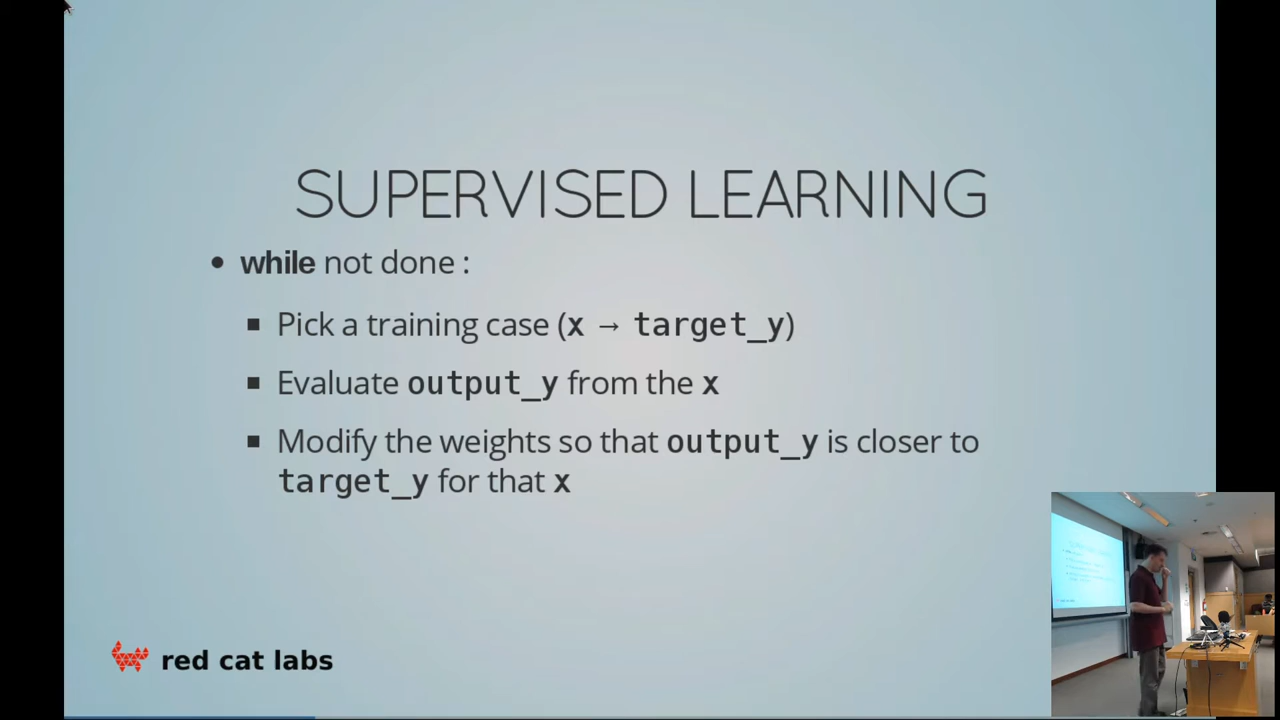 SUPERVISED LEARNING
• while not done :
▪ Pick a training case (x → target_y)
▪ Evaluate output_y from the x
▪ Modify the weights so that output_y is closer to
target_y for that x
red cat labs